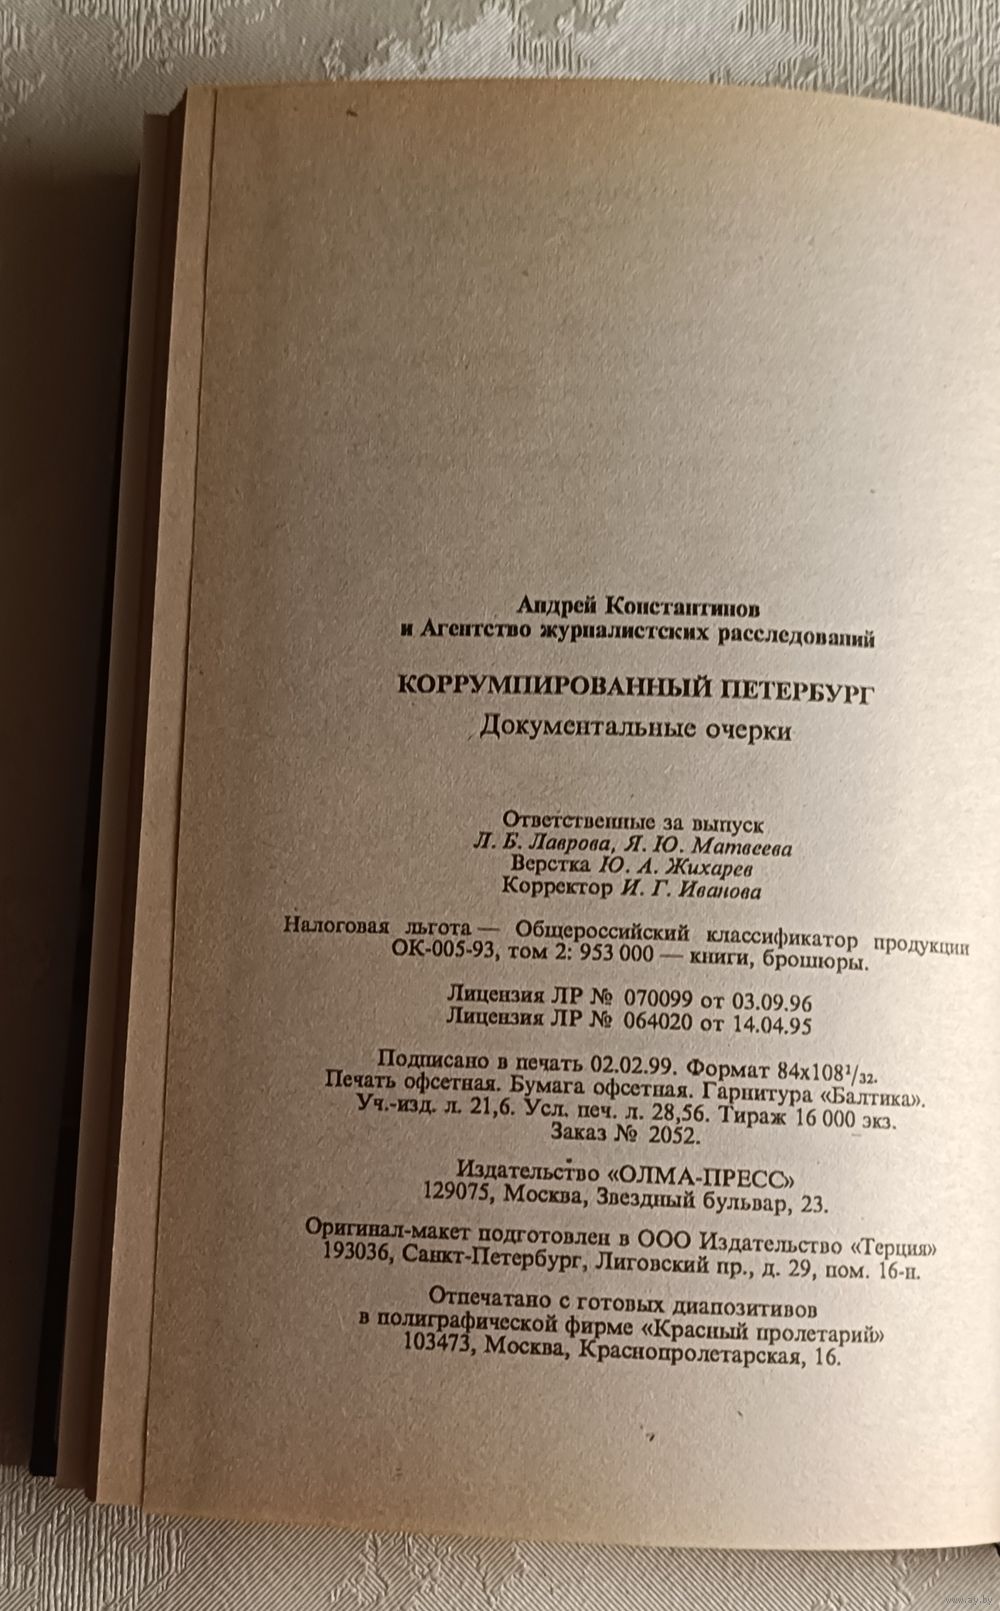 Андрей Константинов
и Агентство журналистских расследований
КОРРУМПИРОВАННЫЙ ПЕТЕРБУРГ
Документальные очерки
Ответственные за выпуск
Л. Б. Лаврова, Я. Ю. Матвеева
Верстка Ю. А. Жихарев
Корректор И. Г. Иванова
Налоговая льгота — Общероссийский классификатор продукции
ОК-005-93, том 2: 953 000 — книги, брошюры.
Лицензия ЛР № 070099 от 03.09.96
Лицензия ЛР № 064020 от 14.04.95
Подписано в печать 02.02.99. Формат 84х108¹/₃₂.
Печать офсетная. Бумага офсетная. Гарнитура «Балтика».
Уч.-изд. л. 21,6. Усл. печ. л. 28,56. Тираж 16 000 экз.
Заказ № 2052.
Издательство «ОЛМА-ПРЕСС»
129075, Москва, Звездный бульвар, 23.
Оригинал-макет подготовлен в ООО Издательство «Терция»
193036, Санкт-Петербург, Лиговский пр., д. 29, пом. 16-н.
Отпечатано с готовых диапозитивов
в полиграфической фирме «Красный пролетарий»
103473, Москва, Краснопролетарская, 16.
www.ay.by